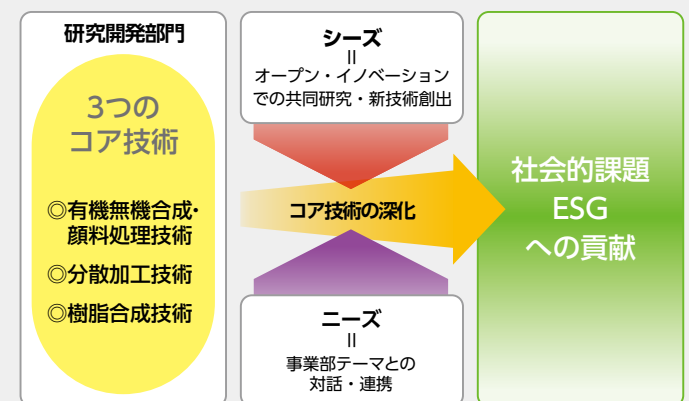 研究開発部門
3つの
コア技術
◎有機無機合成・
顔料処理技術
◎分散加工技術
◎樹脂合成技術
シーズ
=
オープン・イノベーション
での共同研究・新技術創出
コア技術の深化
ニーズ
=
事業部テーマとの
対話・連携
社会的課題
ESG
への貢献